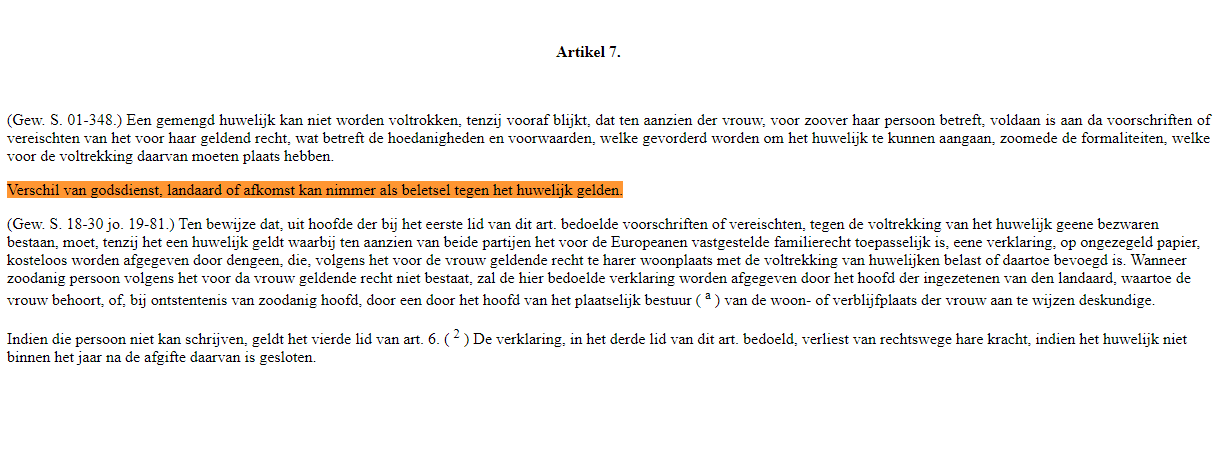 Artikel 7.
(Gew. S. 01-348.) Een gemengd huwelijk kan niet worden voltrokken, tenzij vooraf blijkt, dat ten aanzien der vrouw, voor zoover haar persoon betreft, voldaan is aan da voorschriften of
vereischten van het voor haar geldend recht, wat betreft de hoedanigheden en voorwaarden, welke gevorderd worden om het huwelijk te kunnen aangaan, zoomede de formaliteiten, welke
voor de voltrekking daarvan moeten plaats hebben.
Verschil van godsdienst, landaard of afkomst kan nimmer als beletsel tegen het huwelijk gelden.
(Gew. S. 18-30 jo. 19-81.) Ten bewijze dat, uit hoofde der bij het eerste lid van dit art. bedoelde voorschriften of vereischten, tegen de voltrekking van het huwelijk geene bezwaren
bestaan, moet, tenzij het een huwelijk geldt waarbij ten aanzien van beide partijen het voor de Europeanen vastgestelde familierecht toepasselijk is, eene verklaring, op ongezegeld papier,
kosteloos worden afgegeven door dengeen, die, volgens het voor de vrouw geldende recht te harer woonplaats met de voltrekking van huwelijken belast of daartoe bevoegd is. Wanneer
zoodanig persoon volgens het voor da vrouw geldende recht niet bestaat, zal de hier bedoelde verklaring worden afgegeven door het hoofd der ingezetenen van den landaard, waartoe de
vrouw behoort, of, bij ontstentenis van zoodanig hoofd, door een door het hoofd van het plaatselijk bestuur ( a ) van de woon- of verblijfplaats der vrouw aan te wijzen deskundige.
Indien die persoon niet kan schrijven, geldt het vierde lid van art. 6. ( 2 ) De verklaring, in het derde lid van dit art. bedoeld, verliest van rechtswege hare kracht, indien het huwelijk niet
binnen het jaar na de afgifte daarvan is gesloten.